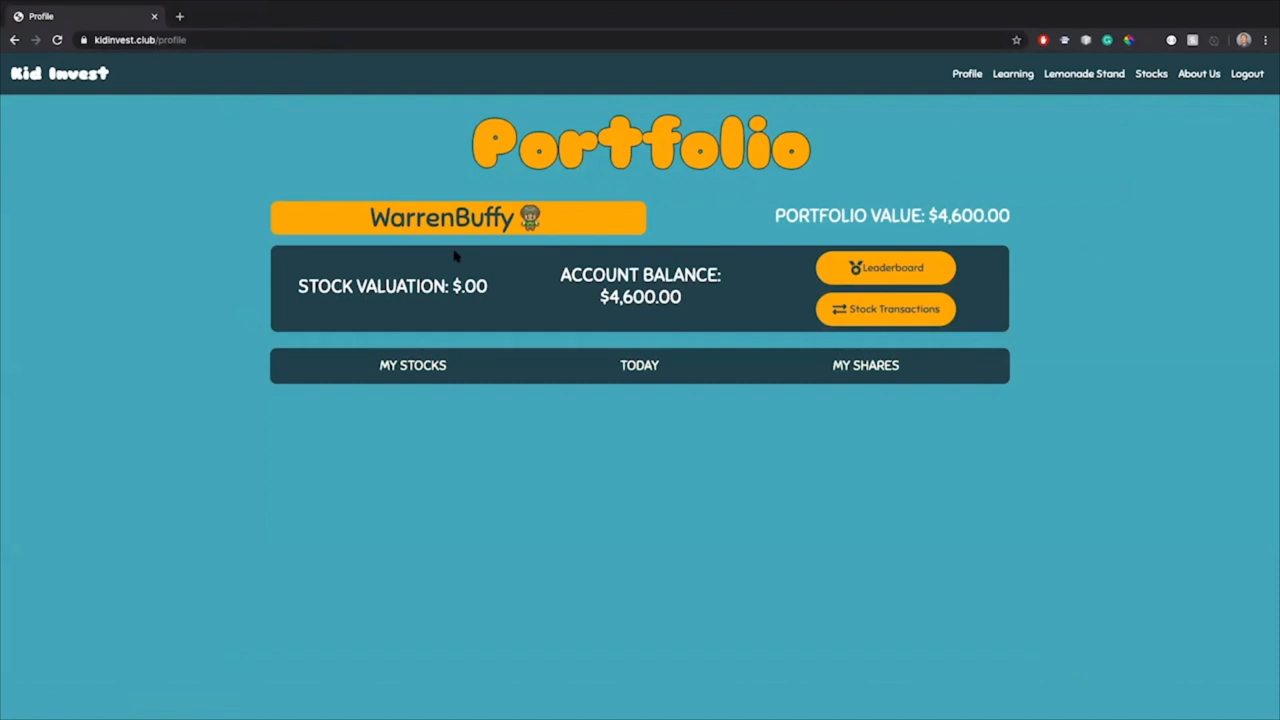 Profile
kidinvest.club/profile
Kid Invest
Profile Learning Lemonade Stand Stocks About Us Logout
Portfolio
WarrenBuffy
PORTFOLIO VALUE: $4,600.00
STOCK VALUATION: $.00
ACCOUNT BALANCE:
$4,600.00
Leaderboard
Stock Transactions
MY STOCKS TODAY MY SHARES